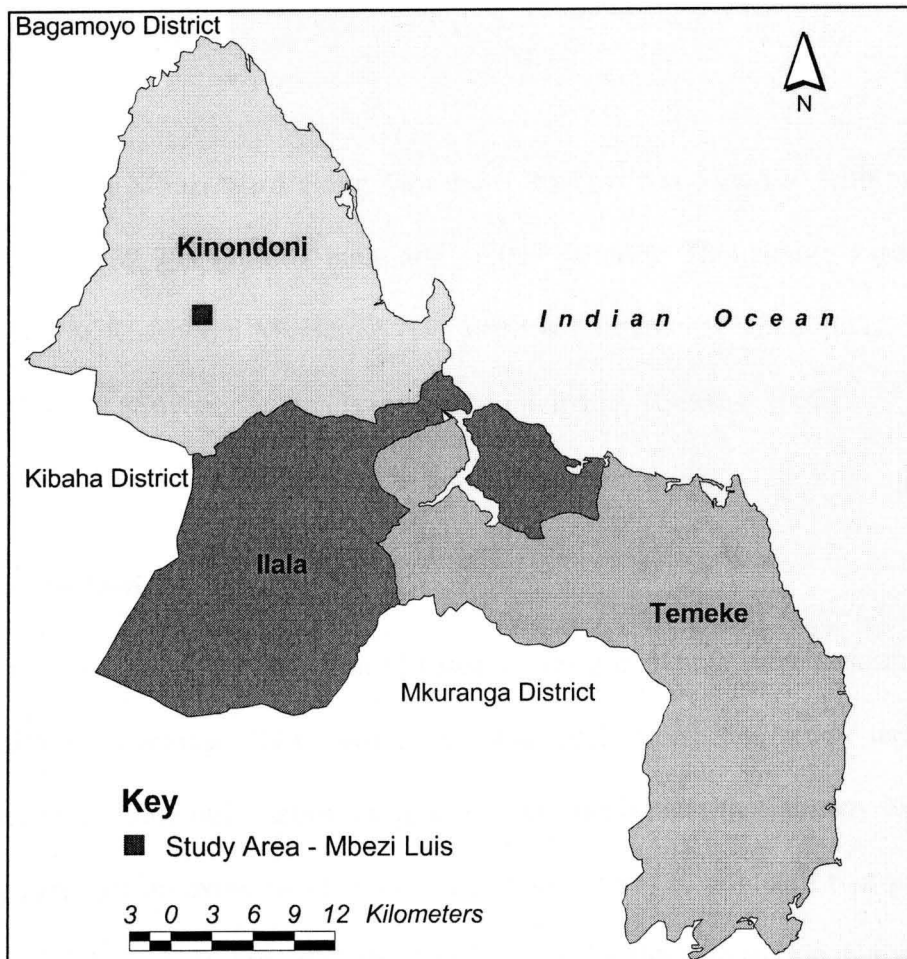 Bagamoyo District
N
Kinondoni
Indian Ocean
Kibaha District
Ilala
Temeke
Mkuranga District
Key
Study Area - Mbezi Luis
3 0 3 6 9 12 Kilometers